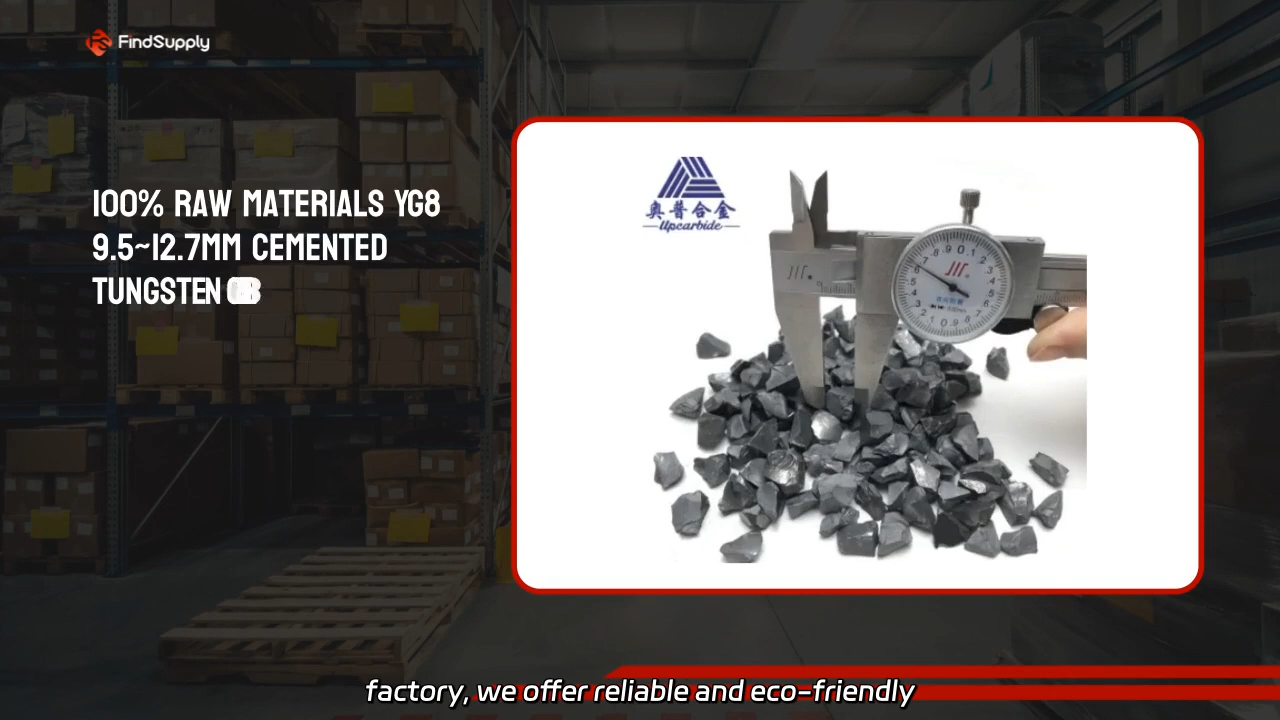 FindSupply
100% RAW MATERIALS YG8
9.5~12.7MM CEMENTED
TUNGSTEN
奥普合金
Upcarbide
factory, we offer reliable and eco-friendly